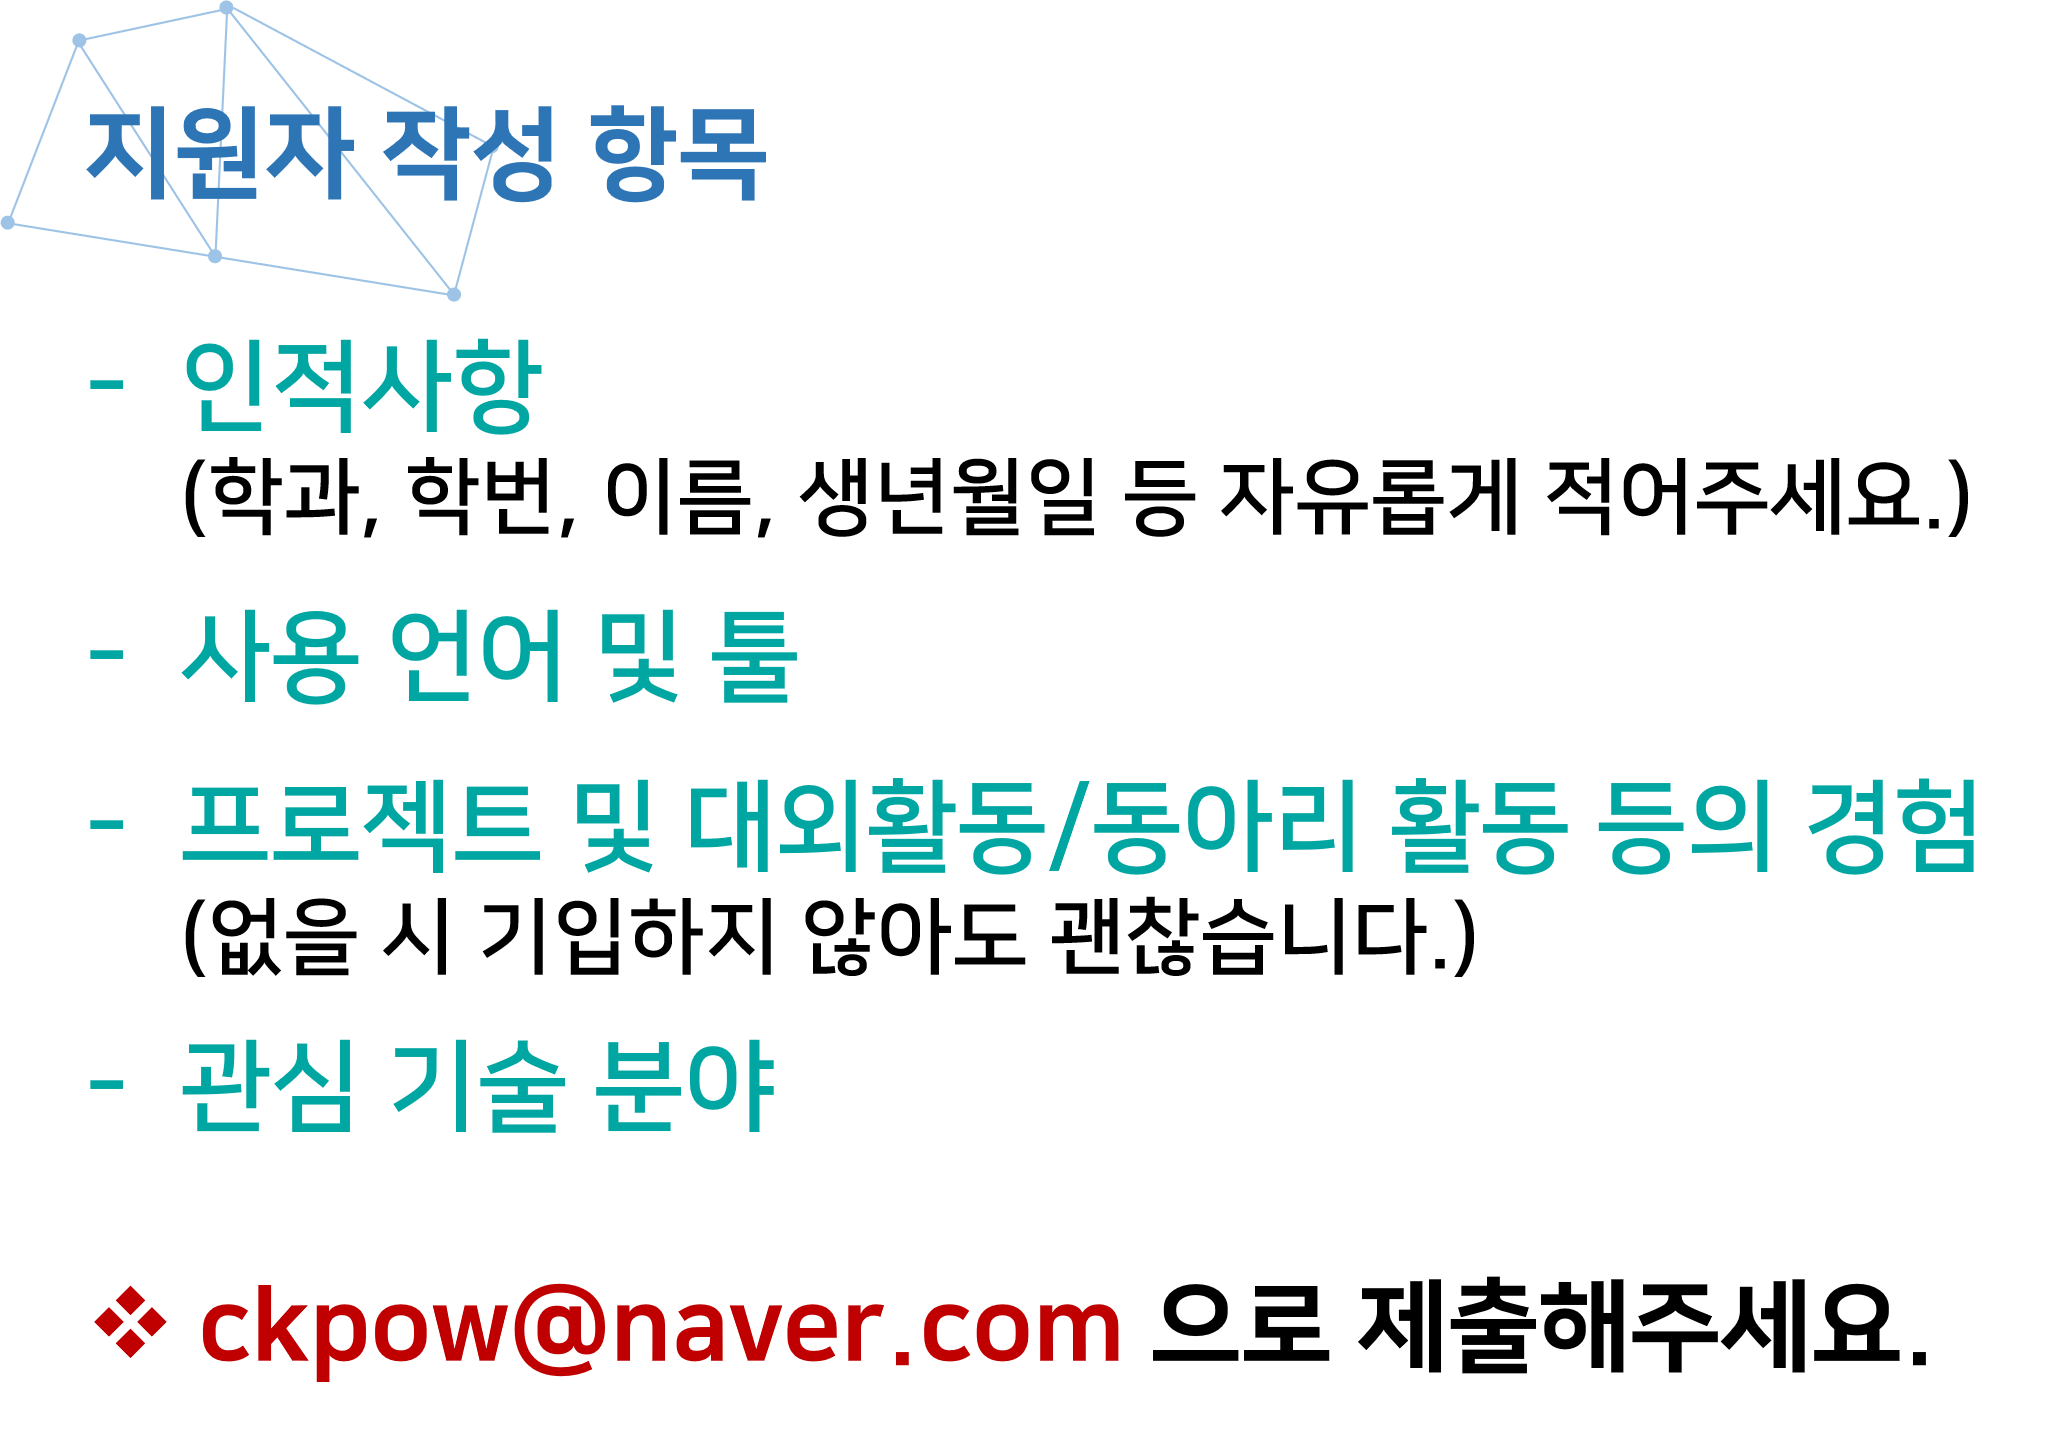 지원자 작성 항목
- 인적사항
(학과, 학번, 이름, 생년월일 등 자유롭게 적어주세요.)
- 사용 언어 및 툴
- 프로젝트 및 대외활동/동아리 활동 등의 경험
(없을 시 기입하지 않아도 괜찮습니다.)
- 관심 기술 분야
❖ ckpow@naver.com 으로 제출해주세요.